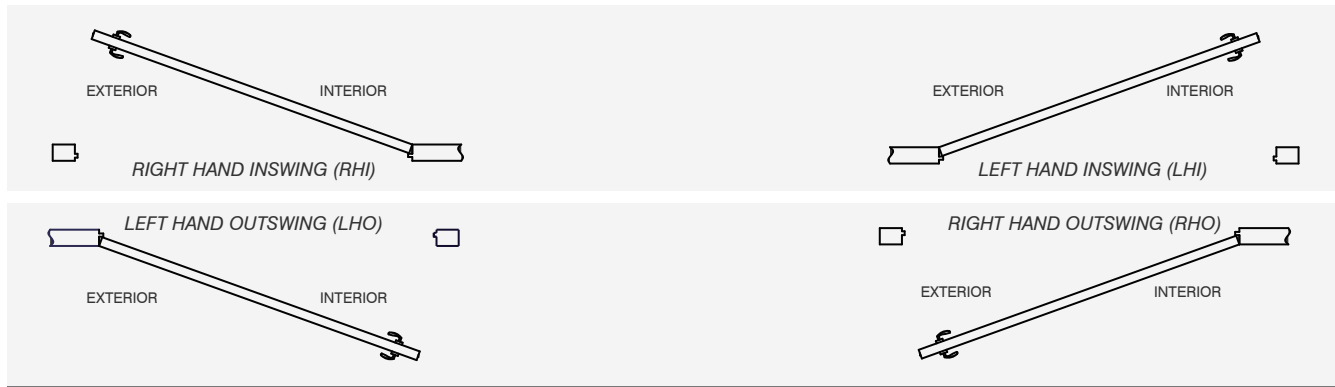 EXTERIOR INTERIOR
RIGHT HAND INSWING (RHI)
EXTERIOR INTERIOR
LEFT HAND INSWING (LHI)
LEFT HAND OUTSWING (LHO)
EXTERIOR INTERIOR
RIGHT HAND OUTSWING (RHO)
EXTERIOR INTERIOR